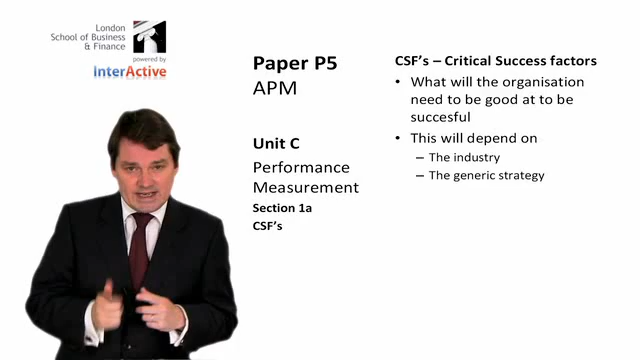 London
School of Business
& Finance
powered by
InterActive
Paper P5
APM
Unit C
Performance
Measurement
Section 1a
CSF's
CSF's – Critical Success factors
• What will the organisation
need to be good at to be
succesful
• This will depend on
– The industry
– The generic strategy